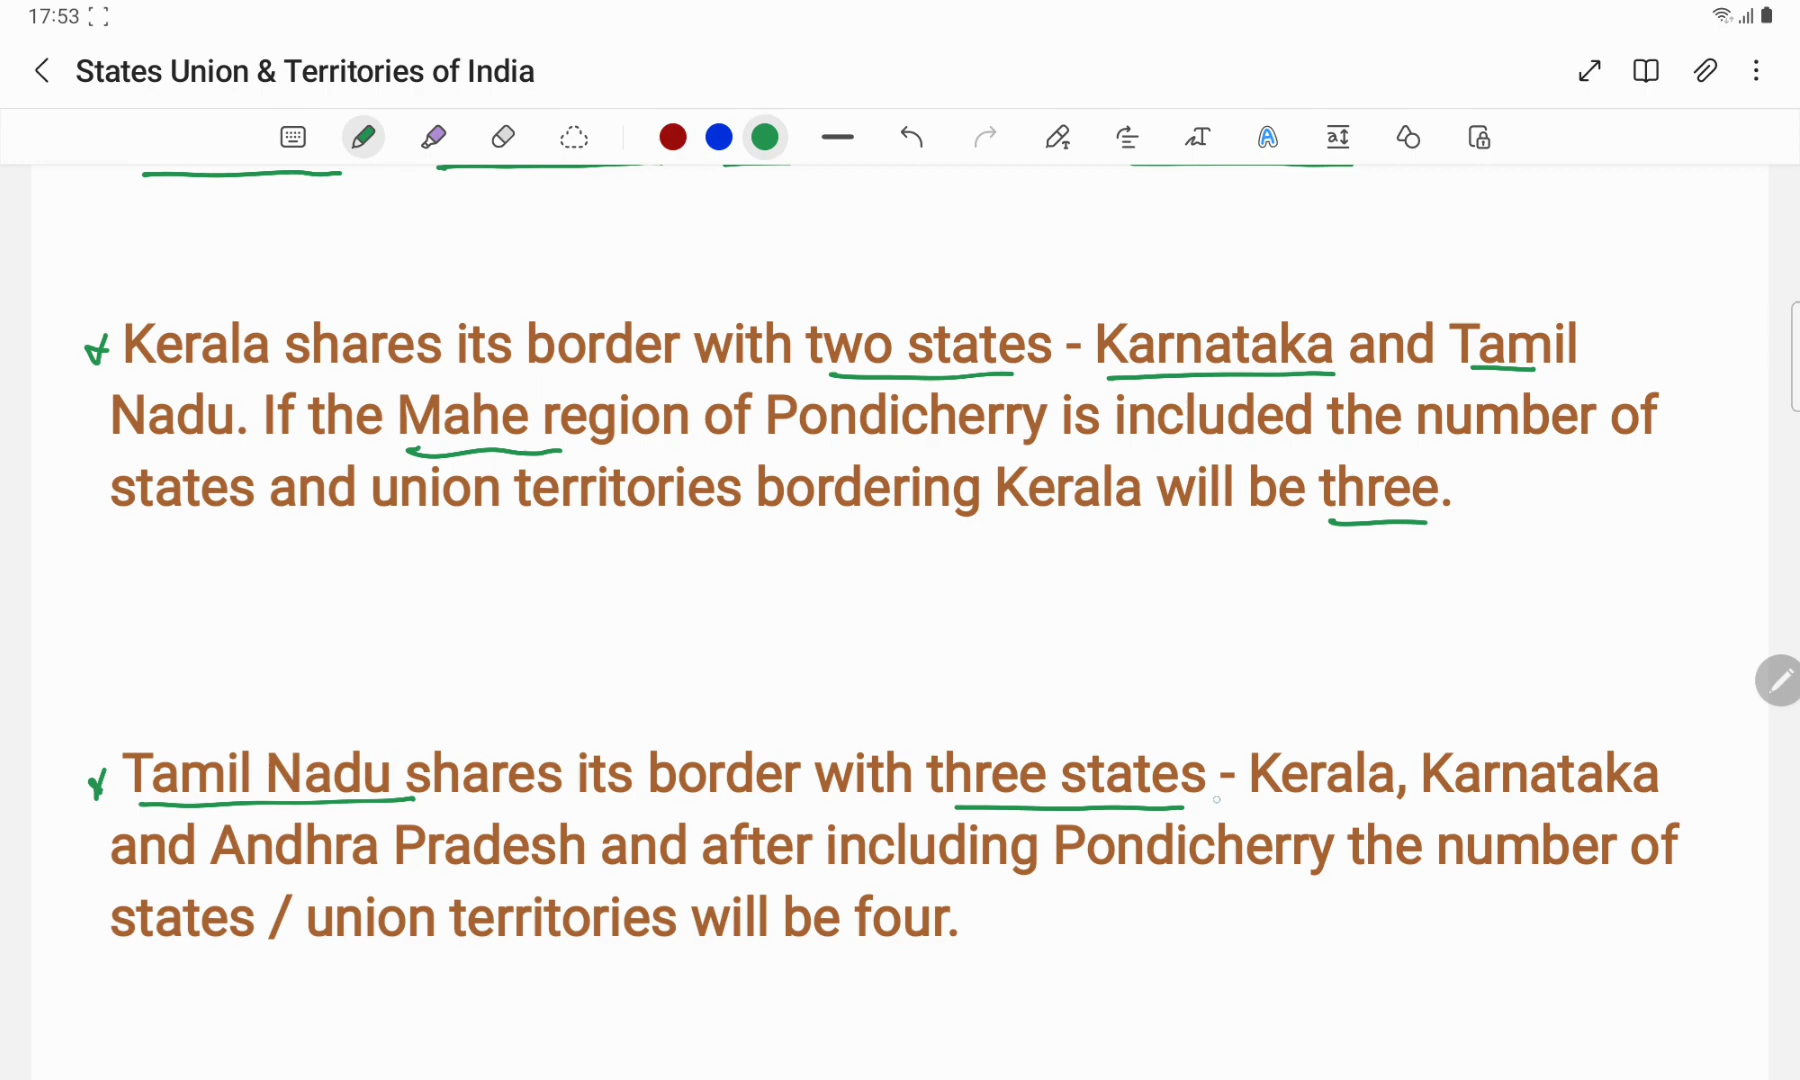 17:53
States Union & Territories of India
Kerala shares its border with two states - Karnataka and Tamil
Nadu. If the Mahe region of Pondicherry is included the number of
states and union territories bordering Kerala will be three.
Tamil Nadu shares its border with three states - Kerala, Karnataka
and Andhra Pradesh and after including Pondicherry the number of
states / union territories will be four.